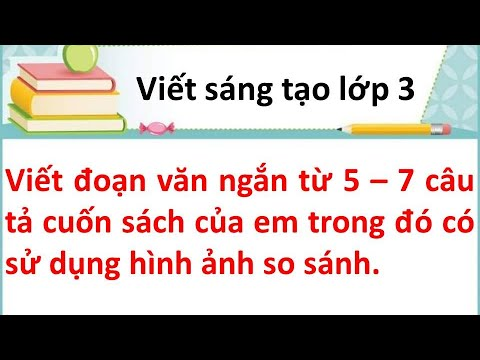 Viết sáng tạo lớp 3
Viết đoạn văn ngắn từ 5 – 7 câu
tả cuốn sách của em trong đó có
sử dụng hình ảnh so sánh.